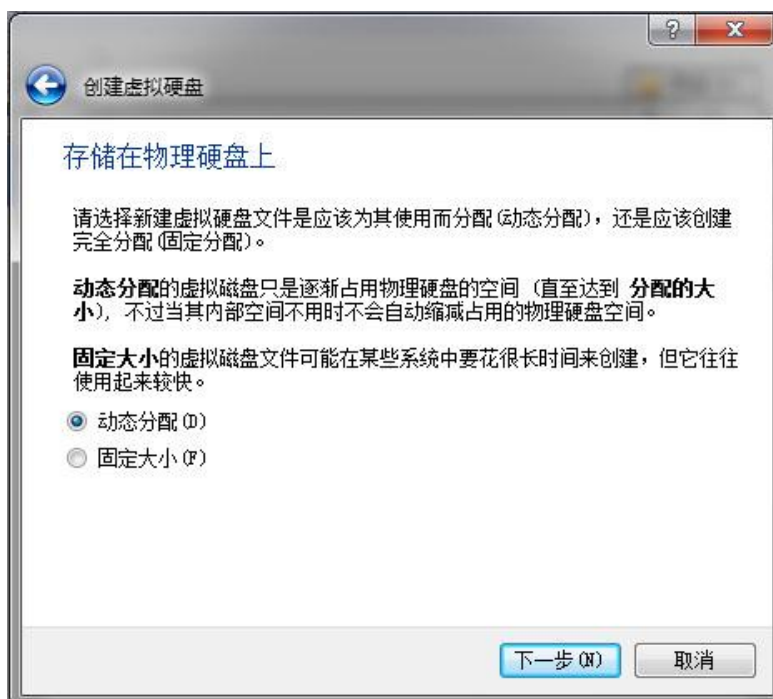 ?
创建虚拟硬盘
存储在物理硬盘上
请选择新建虚拟硬盘文件是应该为其使用而分配(动态分配)，还是应该创建
完全分配(固定分配)。
动态分配的虚拟磁盘只是逐渐占用物理硬盘的空间（直至达到 分配的大
小），不过当其内部空间不用时不会自动缩减占用的物理硬盘空间。
固定大小的虚拟磁盘文件可能在某些系统中要花很长时间来创建，但它往往
使用起来较快。
动态分配(D)
固定大小(F)
下一步(N)
取消